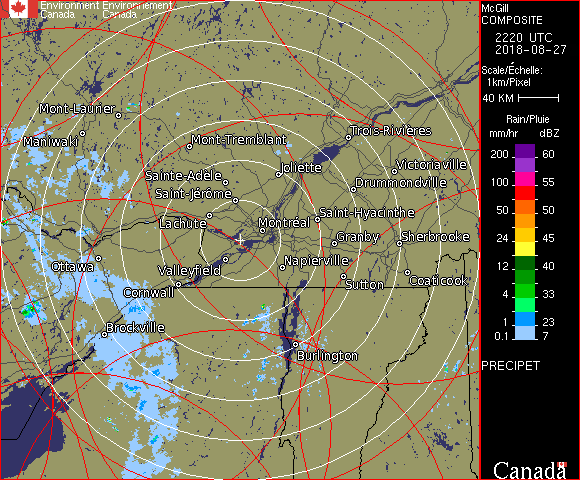 Environment Environnement
Canada Canada
McGill
COMPOSITE
2220 UTC
2018-08-27
Scale/Échelle:
1km/Pixel
40 KM
Rain/Pluie
mm/hr dBZ
200 60
100 55
50 50
24 45
12 40
4 33
1 23
0.1 7
PRECIPET
Mont-Laurier
Maniwaki
Mont-Tremblant
Trois-Rivières
Sainte-Adèle
Joliette
Victoriaville
Saint-Jérôme
Drummondville
Lachute
Montréal
Saint-Hyacinthe
Granby
Sherbrooke
Ottawa
Valleyfield
Napierville
Cornwall
Sutton
Coaticook
Brockville
Burlington
Canada